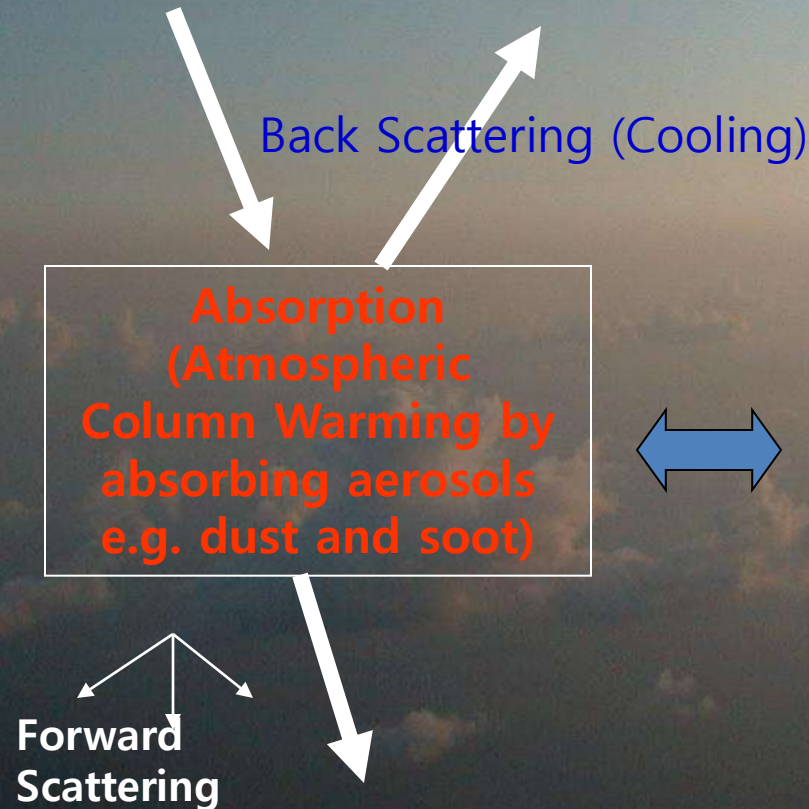 Back Scattering (Cooling)
Absorption
(Atmospheric
Column Warming by
absorbing aerosols
e.g. dust and soot)
Forward
Scattering